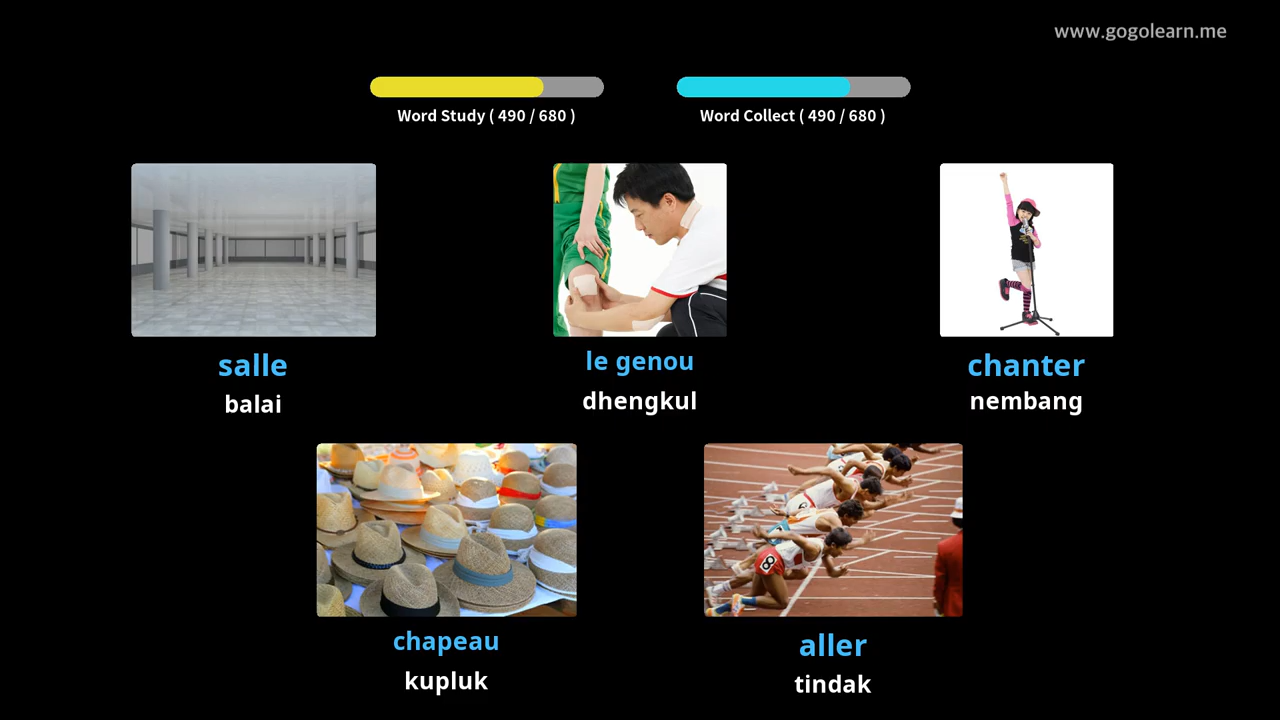 www.gogolearn.me
Word Study ( 490 / 680 )
Word Collect ( 490 / 680 )
salle
balai
le genou
dhengkul
chanter
nembang
chapeau
kupluk
aller
tindak